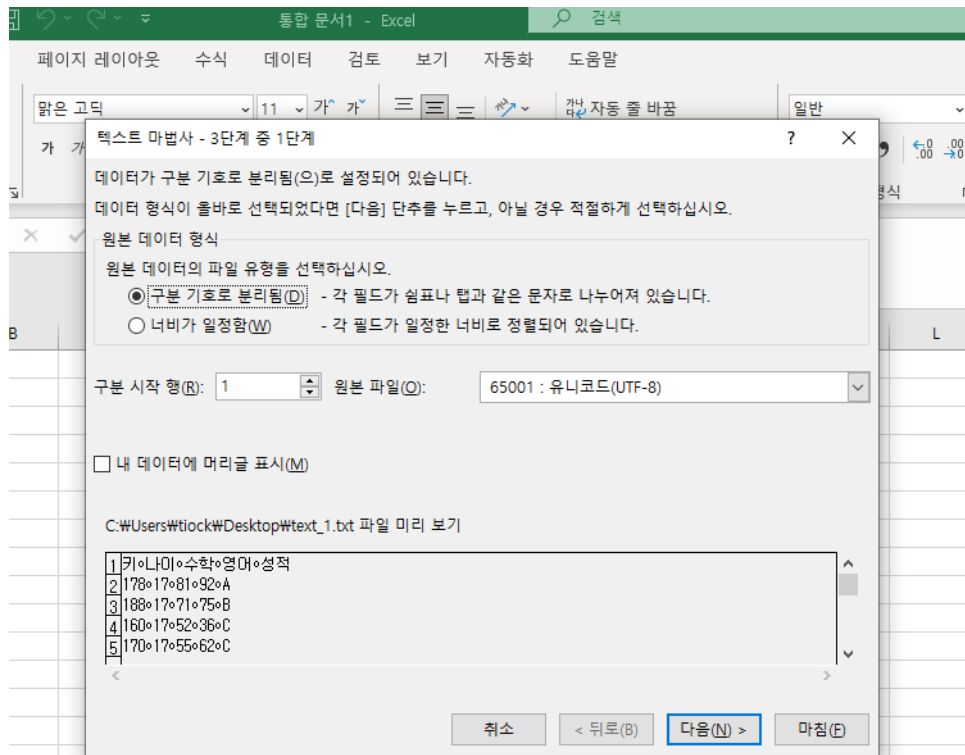 통합 문서1 - Excel 검색
페이지 레이아웃 수식 데이터 검토 보기 자동화 도움말
맑은 고딕 11 가 가 자동 줄 바꿈 일반
가
텍스트 마법사 - 3단계 중 1단계 ? ×
데이터가 구분 기호로 분리됨(으)로 설정되어 있습니다.
데이터 형식이 올바로 선택되었다면 [다음] 단추를 누르고, 아닐 경우 적절하게 선택하십시오.
원본 데이터 형식
원본 데이터의 파일 유형을 선택하십시오.
구분 기호로 분리됨(D) - 각 필드가 쉼표나 탭과 같은 문자로 나누어져 있습니다.
너비가 일정함(W) - 각 필드가 일정한 너비로 정렬되어 있습니다.
B L
구분 시작 행(R): 1 원본 파일(O): 65001 : 유니코드(UTF-8)
내 데이터에 머리글 표시(M)
C:₩Users₩tiock₩Desktop₩text_1.txt 파일 미리 보기
1 키∘나이∘수학∘영어∘성적
2 178∘17∘81∘92∘A
3 188∘17∘71∘75∘B
4 160∘17∘52∘36∘C
5 170∘17∘55∘62∘C
취소 < 뒤로(B) 다음(N) > 마침(F)